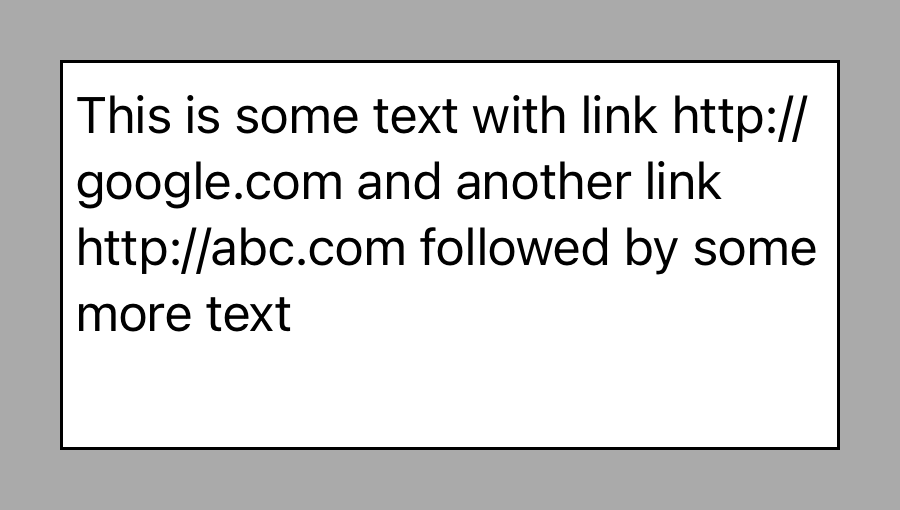 This is some text with link http://
google.com and another link
http://abc.com followed by some
more text